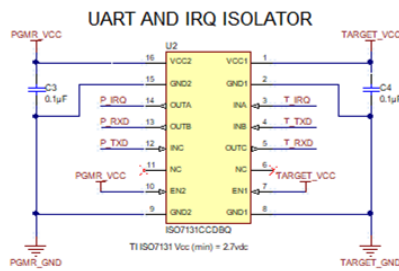 UART AND IRQ ISOLATOR
PGMR_VCC
TARGET_VCC
U2
16 VCC2 VCC1 1
15 GND2 GND1 2
C3
0.1µF
C4
0.1µF
P_IRQ 14 OUTA INA 3 T_IRQ
P_RXD 13 OUTB INB 4 T_TXD
P_TXD 12 INC OUTC 5 T_RXD
11 NC NC 6
PGMR_VCC TARGET_VCC
10 EN2 EN1 7
9 GND2 GND1 8
ISO7131CCDBQ
TI ISO7131 Vcc (min) = 2.7vdc
PGMR_GND
TARGET_GND